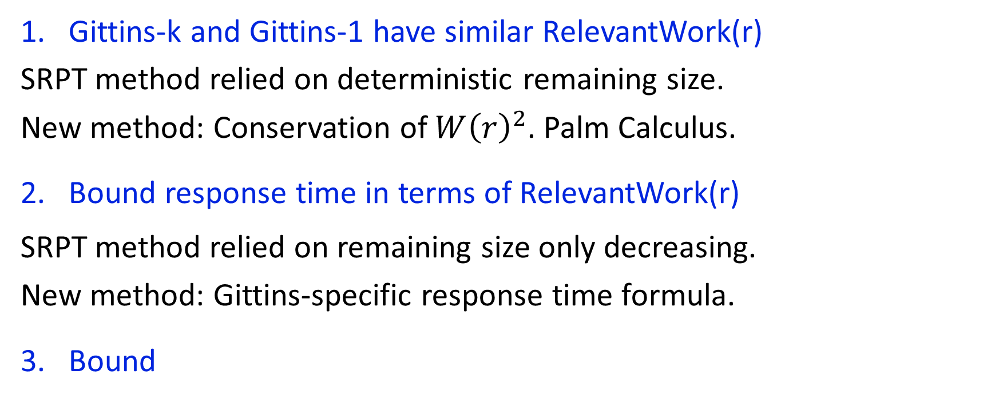 1. Gittins-k and Gittins-1 have similar RelevantWork(r)
SRPT method relied on deterministic remaining size.
New method: Conservation of W(r)². Palm Calculus.
2. Bound response time in terms of RelevantWork(r)
SRPT method relied on remaining size only decreasing.
New method: Gittins-specific response time formula.
3. Bound